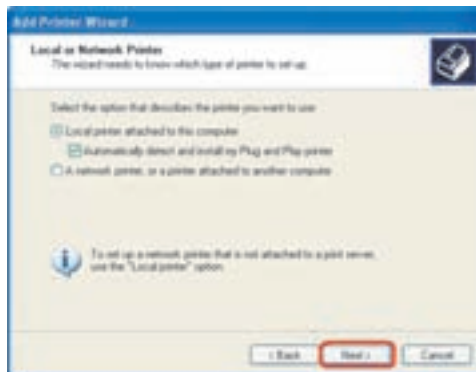 Add Printer Wizard
Local or Network Printer
The wizard needs to know which type of printer to set up.
Select the option that describes the printer you want to use:
Local printer attached to this computer
Automatically detect and install my Plug and Play printer
A network printer, or a printer attached to another computer
To set up a network printer that is not attached to a print server,
use the "Local printer" option.
< Back
Next >
Cancel